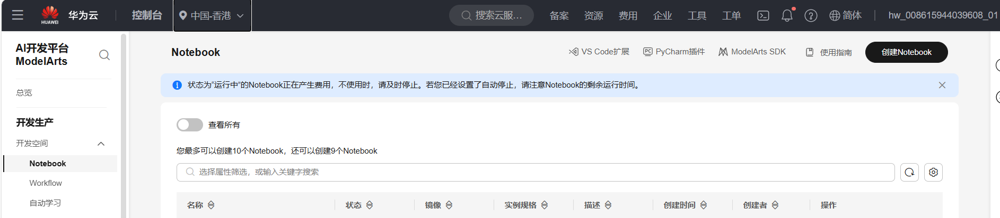 HUAWEI
华为云
控制台
中国-香港
搜索云服...
备案
资源
费用
企业
工具
工单
简体
hw_008615944039608_01
AI开发平台
ModelArts
总览
开发生产
开发空间
Notebook
Workflow
自动学习
Notebook
VS Code扩展
PC PyCharm插件
ModelArts SDK
使用指南
创建Notebook
状态为“运行中”的Notebook正在产生费用，不使用时，请及时停止。若您已经设置了自动停止，请注意Notebook的剩余运行时间。
查看所有
您最多可以创建10个Notebook，还可以创建9个Notebook
选择属性筛选，或输入关键字搜索
名称
状态
镜像
实例规格
描述
创建时间
创建者
操作